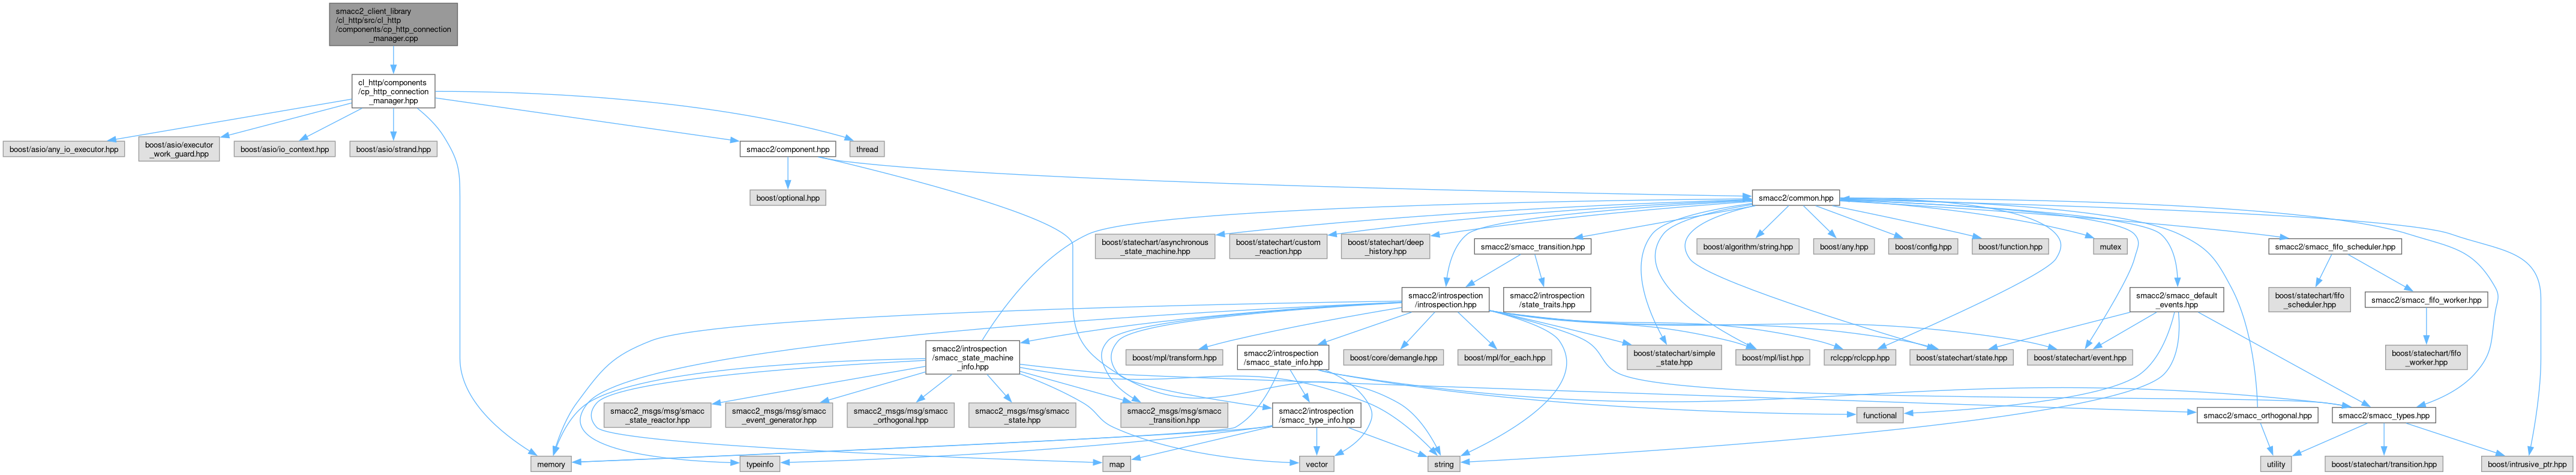 smacc2_client_library
/cl_http/src/cl_http
/components/cp_http_connection
_manager.cpp
cl_http/components
/cp_http_connection
_manager.hpp
boost/asio/any_io_executor.hpp
boost/asio/executor
_work_guard.hpp
boost/asio/io_context.hpp
boost/asio/strand.hpp
smacc2/component.hpp
thread
boost/optional.hpp
smacc2/common.hpp
boost/statechart/asynchronous
_state_machine.hpp
boost/statechart/custom
_reaction.hpp
boost/statechart/deep
_history.hpp
smacc2/smacc_transition.hpp
boost/algorithm/string.hpp
boost/any.hpp
boost/config.hpp
boost/function.hpp
mutex
smacc2/smacc_fifo_scheduler.hpp
smacc2/introspection
/introspection.hpp
smacc2/introspection
/state_traits.hpp
smacc2/smacc_default
_events.hpp
boost/statechart/fifo
_scheduler.hpp
smacc2/smacc_fifo_worker.hpp
smacc2/introspection
/smacc_state_machine
_info.hpp
boost/mpl/transform.hpp
smacc2/introspection
/smacc_state_info.hpp
boost/core/demangle.hpp
boost/mpl/for_each.hpp
boost/statechart/simple
_state.hpp
boost/mpl/list.hpp
rclcpp/rclcpp.hpp
boost/statechart/state.hpp
boost/statechart/event.hpp
boost/statechart/fifo
_worker.hpp
smacc2_msgs/msg/smacc
_state_reactor.hpp
smacc2_msgs/msg/smacc
_event_generator.hpp
smacc2_msgs/msg/smacc
_orthogonal.hpp
smacc2_msgs/msg/smacc
_state.hpp
smacc2_msgs/msg/smacc
_transition.hpp
smacc2/introspection
/smacc_type_info.hpp
functional
smacc2/smacc_orthogonal.hpp
smacc2/smacc_types.hpp
memory
typeinfo
map
vector
string
utility
boost/statechart/transition.hpp
boost/intrusive_ptr.hpp